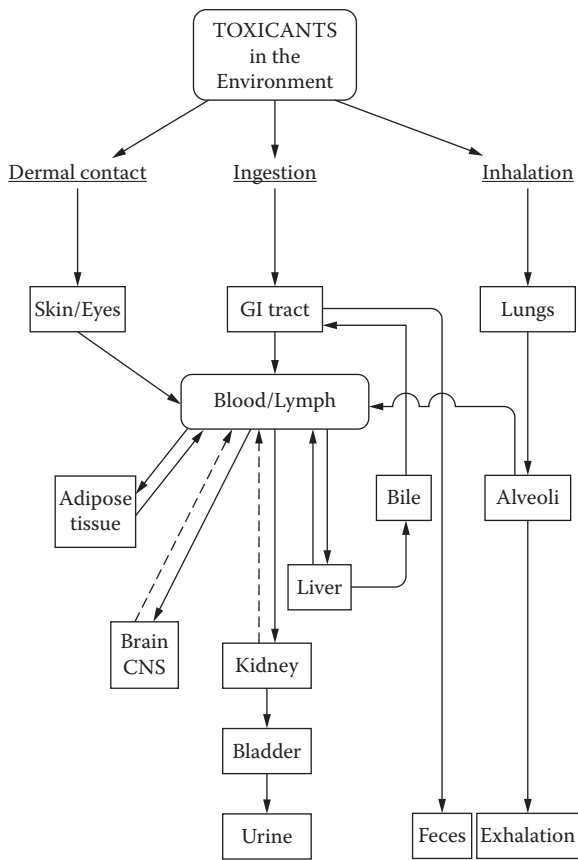 TOXICANTS
in the
Environment
Dermal contact
Ingestion
Inhalation
Skin/Eyes
GI tract
Lungs
Blood/Lymph
Adipose
tissue
Bile
Alveoli
Liver
Brain
CNS
Kidney
Bladder
Urine
Feces
Exhalation